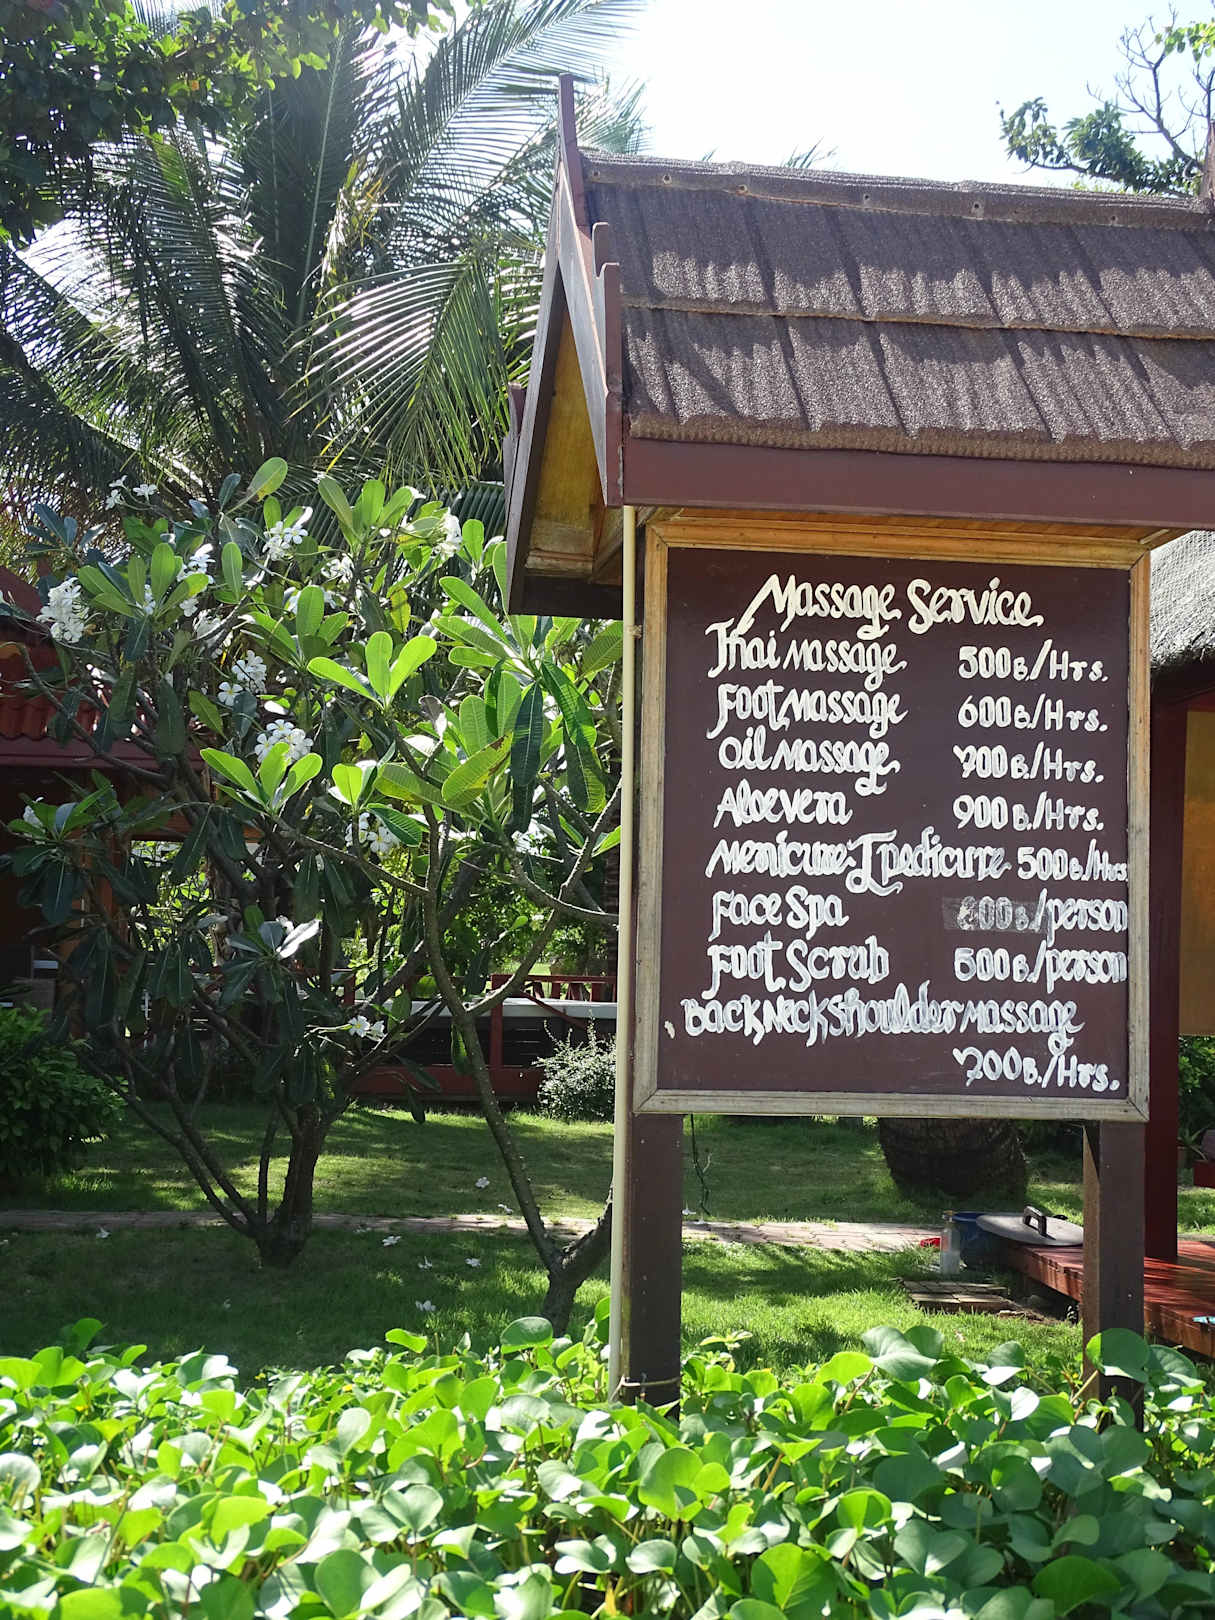 Massage Service
Thai massage 500B./Hrs.
Foot massage 600B/Hrs.
Oil massage 700B./Hrs.
Aloevera 900B./Hrs.
Menicure & pedicure 500B./Hrs
Face Spa /person
Foot Scrub 500B/person
Back Neck Shoulder massage
700B./Hrs.